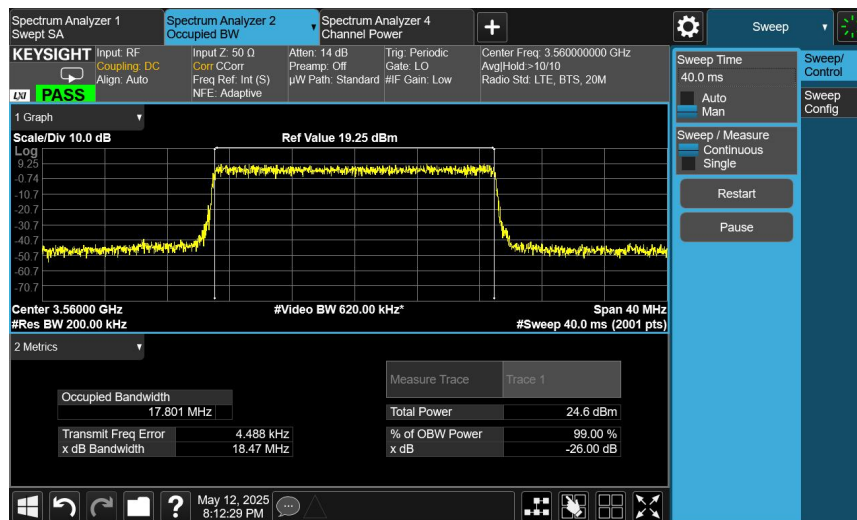 Spectrum Analyzer 1
Swept SA
Spectrum Analyzer 2
Occupied BW
Spectrum Analyzer 4
Channel Power
+
Sweep
KEYSIGHT
Input: RF
Coupling: DC
Align: Auto
LXI
PASS
Input Z: 50 Ω
Corr CCorr
Freq Ref: Int (S)
NFE: Adaptive
Atten: 14 dB
Preamp: Off
µW Path: Standard
Trig: Periodic
Gate: LO
#IF Gain: Low
Center Freq: 3.560000000 GHz
Avg|Hold:>10/10
Radio Std: LTE, BTS, 20M
Sweep Time
40.0 ms
Auto
Man
Sweep / Measure
Continuous
Single
Restart
Pause
Sweep/
Control
Sweep
Config
1 Graph
Scale/Div 10.0 dB
Ref Value 19.25 dBm
Log
9.25
-0.74
-10.7
-20.7
-30.7
-40.7
-50.7
-60.7
-70.7
Center 3.56000 GHz
#Video BW 620.00 kHz*
Span 40 MHz
#Res BW 200.00 kHz
#Sweep 40.0 ms (2001 pts)
2 Metrics
Measure Trace
Trace 1
Occupied Bandwidth
17.801 MHz
Total Power
24.6 dBm
Transmit Freq Error
4.488 kHz
% of OBW Power
99.00 %
x dB Bandwidth
18.47 MHz
x dB
-26.00 dB
?
May 12, 2025
8:12:29 PM